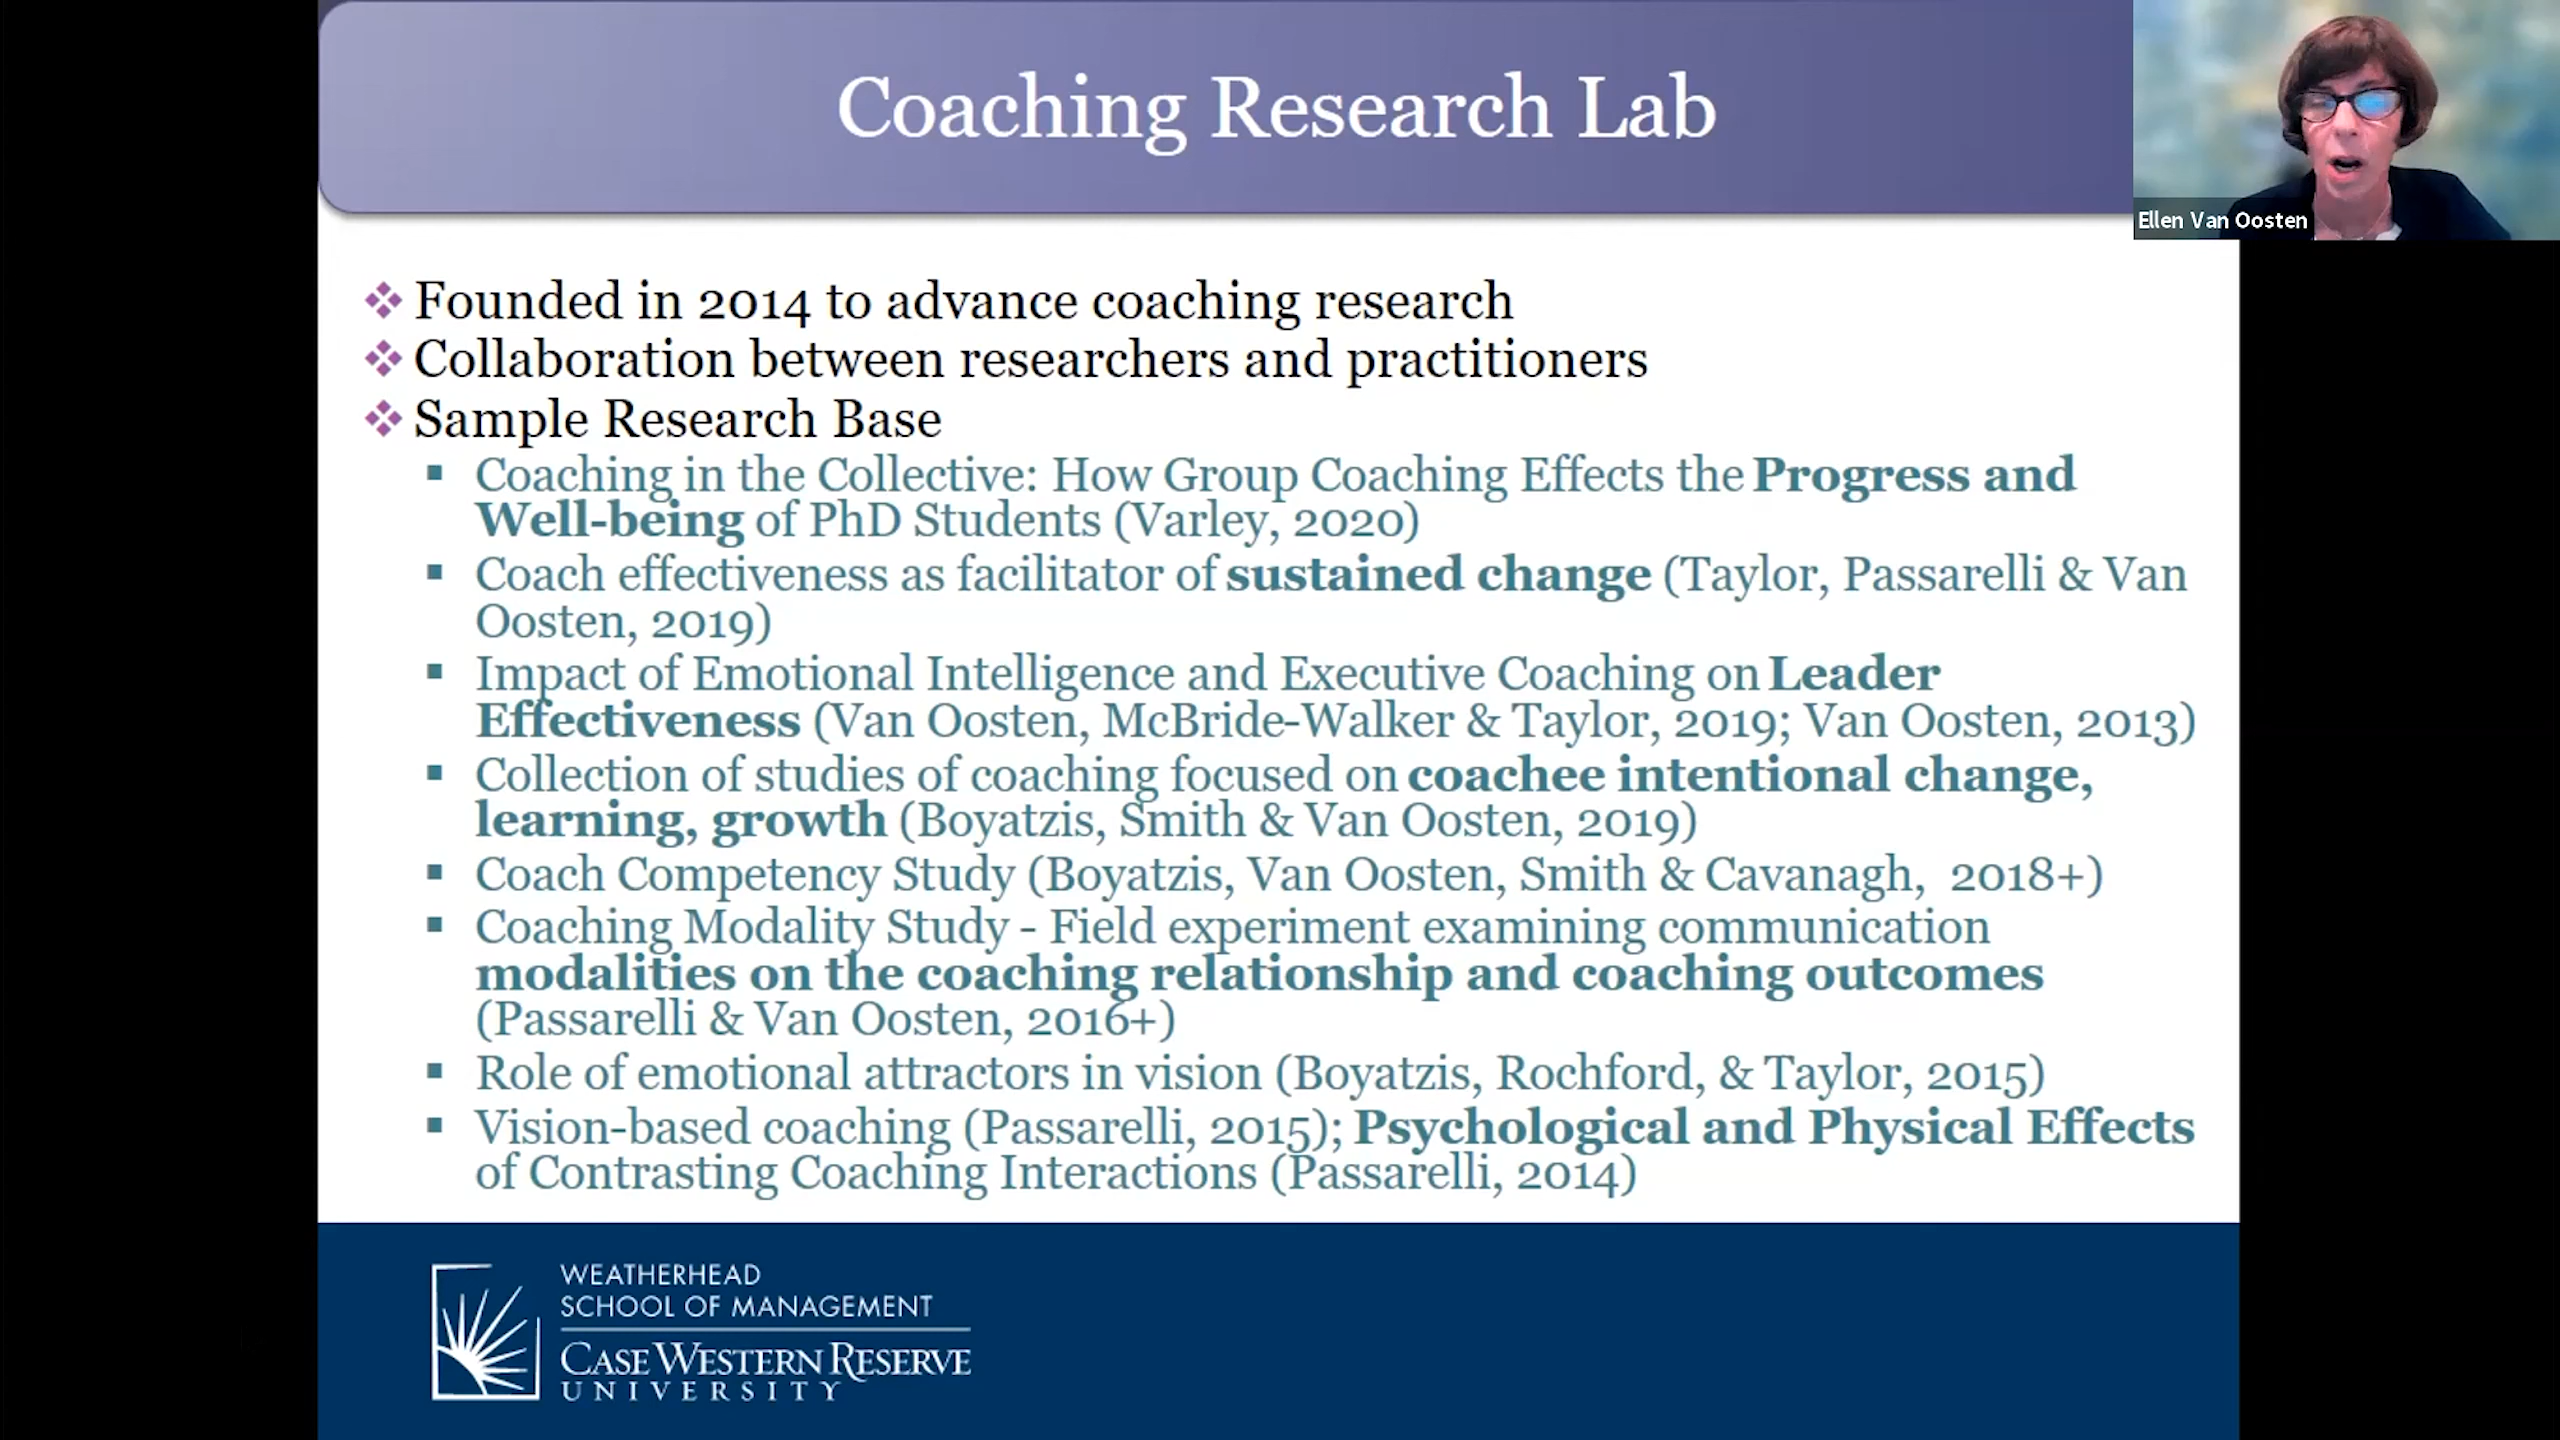 Coaching Research Lab
Ellen Van Oosten
❖ Founded in 2014 to advance coaching research
❖ Collaboration between researchers and practitioners
❖ Sample Research Base
▪ Coaching in the Collective: How Group Coaching Effects the Progress and
Well-being of PhD Students (Varley, 2020)
▪ Coach effectiveness as facilitator of sustained change (Taylor, Passarelli & Van
Oosten, 2019)
▪ Impact of Emotional Intelligence and Executive Coaching on Leader
Effectiveness (Van Oosten, McBride-Walker & Taylor, 2019; Van Oosten, 2013)
▪ Collection of studies of coaching focused on coachee intentional change,
learning, growth (Boyatzis, Smith & Van Oosten, 2019)
▪ Coach Competency Study (Boyatzis, Van Oosten, Smith & Cavanagh, 2018+)
▪ Coaching Modality Study - Field experiment examining communication
modalities on the coaching relationship and coaching outcomes
(Passarelli & Van Oosten, 2016+)
▪ Role of emotional attractors in vision (Boyatzis, Rochford, & Taylor, 2015)
▪ Vision-based coaching (Passarelli, 2015); Psychological and Physical Effects
of Contrasting Coaching Interactions (Passarelli, 2014)
WEATHERHEAD
SCHOOL OF MANAGEMENT
CASE WESTERN RESERVE
UNIVERSITY